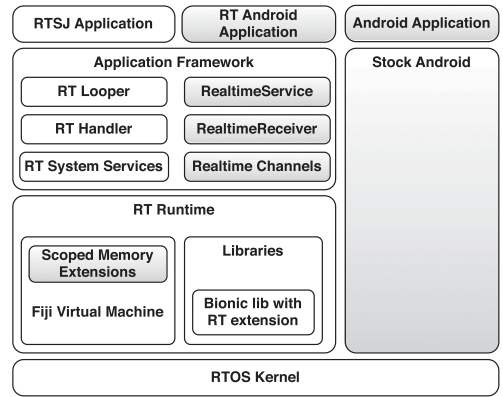 RTSJ Application
RT Android
Application
Android Application
Application Framework
RT Looper
RealtimeService
RT Handler
RealtimeReceiver
RT System Services
Realtime Channels
Stock Android
RT Runtime
Scoped Memory
Extensions
Fiji Virtual Machine
Libraries
Bionic lib with
RT extension
RTOS Kernel